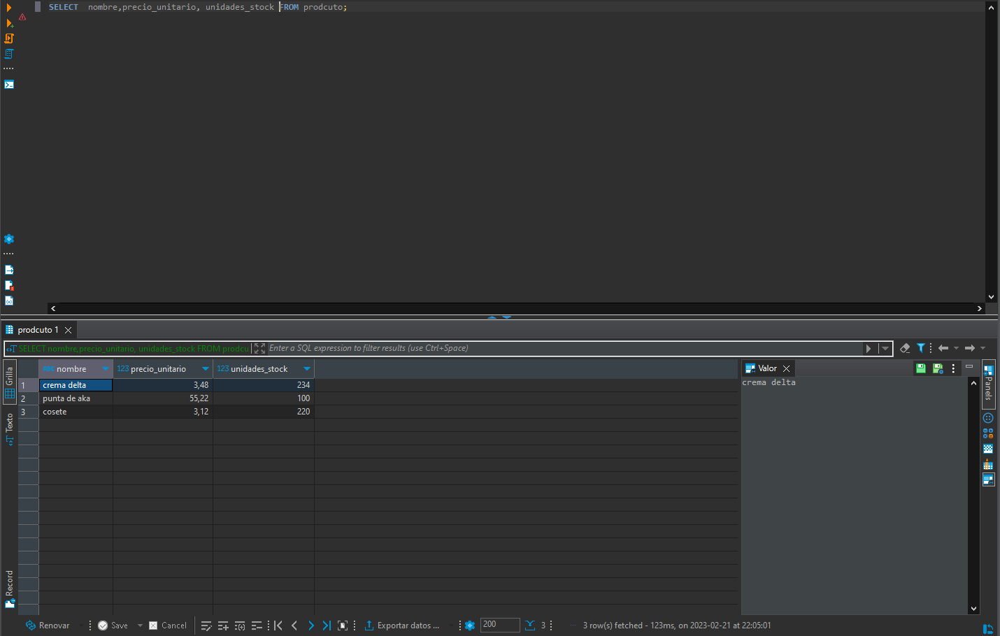 SELECT  nombre,precio_unitario, unidades_stock FROM prodcuto;
prodcuto 1
SELECT nombre,precio_unitario, unidades_stock FROM prodcu
Enter a SQL expression to filter results (use Ctrl+Space)
Grilla
Texto
Record
ABC nombre 123 precio_unitario 123 unidades_stock
1 crema delta 3,48 234
2 punta de aka 55,22 100
3 cosete 3,12 220
Valor
crema delta
Panels
Renovar Save Cancel Exportar datos ... 200 3 3 row(s) fetched - 123ms, on 2023-02-21 at 22:05:01